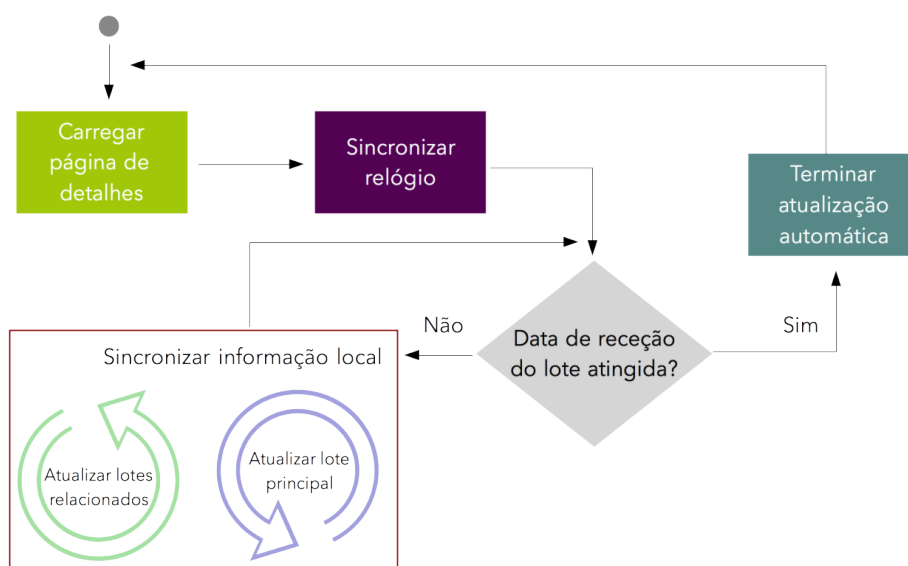 Carregar
página de
detalhes
Sincronizar
relógio
Terminar
atualização
automática
Não
Data de receção
do lote atingida?
Sim
Sincronizar informação local
Atualizar lotes
relacionados
Atualizar lote
principal